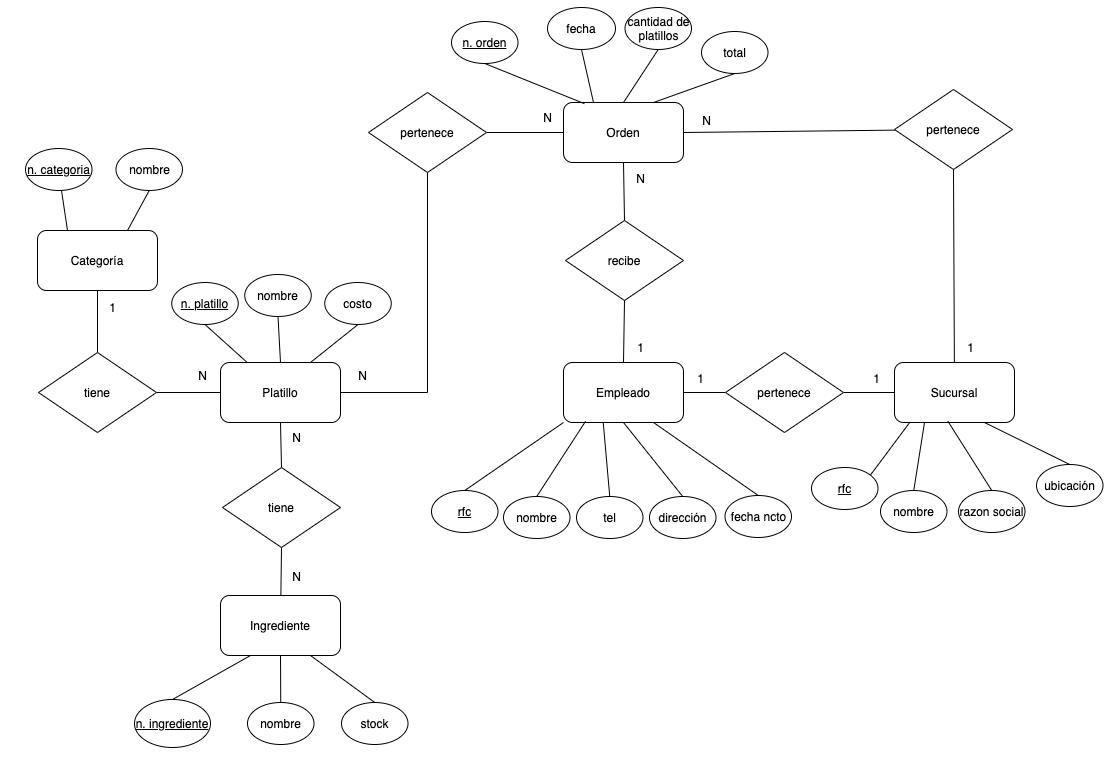 n. orden
fecha
cantidad de
platillos
total
pertenece
N
Orden
N
pertenece
n. categoria
nombre
N
Categoría
recibe
1
n. platillo
nombre
costo
1
1
tiene
N
Platillo
N
Empleado
1
pertenece
1
Sucursal
N
rfc
nombre
tel
dirección
fecha ncto
rfc
nombre
razon social
ubicación
tiene
N
Ingrediente
n. ingrediente
nombre
stock